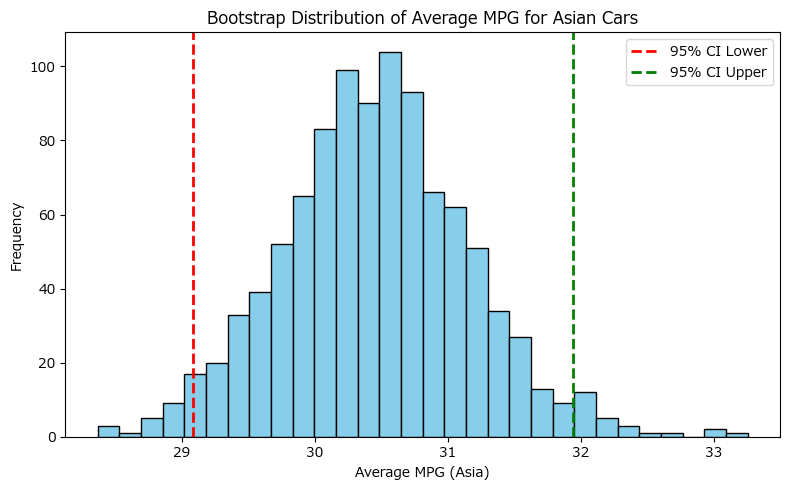 Bootstrap Distribution of Average MPG for Asian Cars
95% CI Lower
95% CI Upper
Frequency
100
80
60
40
20
0
29
30
31
32
33
Average MPG (Asia)